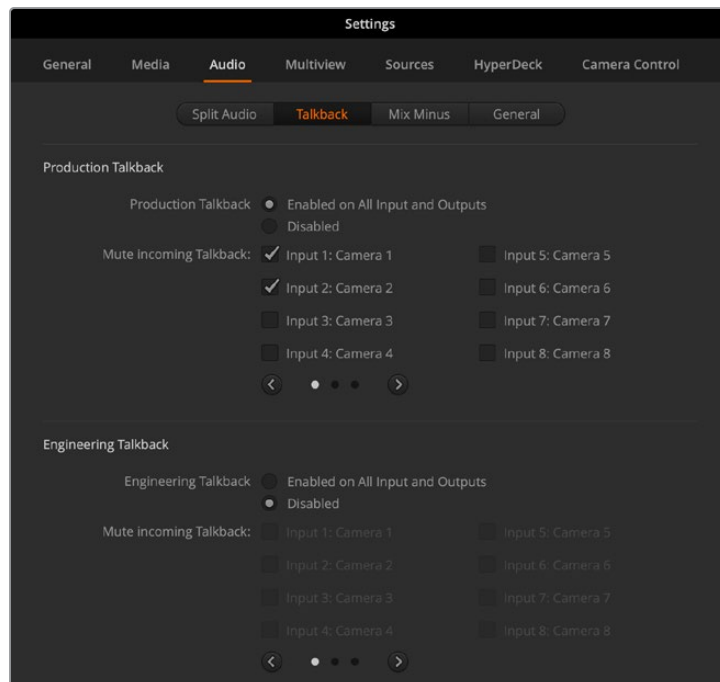 Settings
General Media Audio Multiview Sources HyperDeck Camera Control
Split Audio Talkback Mix Minus General
Production Talkback
Production Talkback Enabled on All Input and Outputs
Disabled
Mute incoming Talkback: Input 1: Camera 1 Input 5: Camera 5
Input 2: Camera 2 Input 6: Camera 6
Input 3: Camera 3 Input 7: Camera 7
Input 4: Camera 4 Input 8: Camera 8
Engineering Talkback
Engineering Talkback Enabled on All Input and Outputs
Disabled
Mute incoming Talkback: Input 1: Camera 1 Input 5: Camera 5
Input 2: Camera 2 Input 6: Camera 6
Input 3: Camera 3 Input 7: Camera 7
Input 4: Camera 4 Input 8: Camera 8